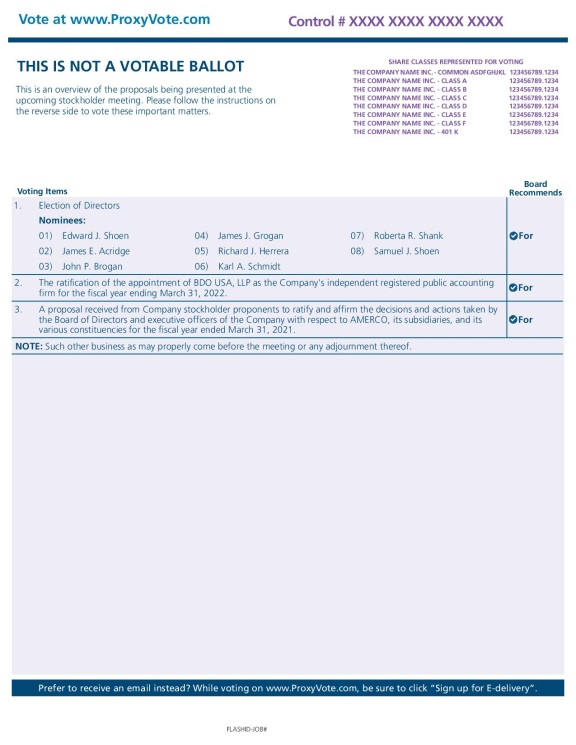 Vote at www.ProxyVote.com
Control # XXXX XXXX XXXX XXXX
THIS IS NOT A VOTABLE BALLOT
This is an overview of the proposals being presented at the
upcoming stockholder meeting. Please follow the instructions on
the reverse side to vote these important matters.
SHARE CLASSES REPRESENTED FOR VOTING
THE COMPANY NAME INC. - COMMON ASDFGHJKL 123456789.1234
THE COMPANY NAME INC. - CLASS A 123456789.1234
THE COMPANY NAME INC. - CLASS B 123456789.1234
THE COMPANY NAME INC. - CLASS C 123456789.1234
THE COMPANY NAME INC. - CLASS D 123456789.1234
THE COMPANY NAME INC. - CLASS E 123456789.1234
THE COMPANY NAME INC. - CLASS F 123456789.1234
THE COMPANY NAME INC. - 401 K 123456789.1234
Voting Items
Board
Recommends
1. Election of Directors
Nominees:
01) Edward J. Shoen 04) James J. Grogan 07) Roberta R. Shank For
02) James E. Acridge 05) Richard J. Herrera 08) Samuel J. Shoen
03) John P. Brogan 06) Karl A. Schmidt
2. The ratification of the appointment of BDO USA, LLP as the Company's independent registered public accounting
firm for the fiscal year ending March 31, 2022.
For
3. A proposal received from Company stockholder proponents to ratify and affirm the decisions and actions taken by
the Board of Directors and executive officers of the Company with respect to AMERCO, its subsidiaries, and its
various constituencies for the fiscal year ended March 31, 2021.
For
NOTE: Such other business as may properly come before the meeting or any adjournment thereof.
Prefer to receive an email instead? While voting on www.ProxyVote.com, be sure to click "Sign up for E-delivery".
FLASHID-JOB#